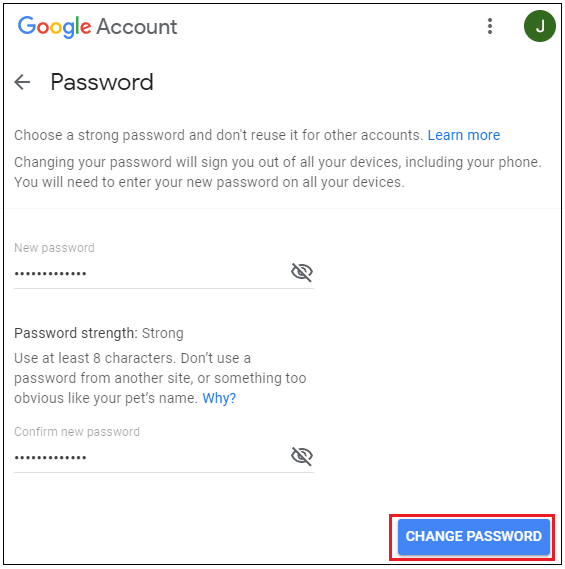 Google Account
J
Password
Choose a strong password and don't reuse it for other accounts. Learn more
Changing your password will sign you out of all your devices, including your phone.
You will need to enter your new password on all your devices.
New password
•••••••••••••
Password strength: Strong
Use at least 8 characters. Don’t use a
password from another site, or something too
obvious like your pet’s name. Why?
Confirm new password
•••••••••••••
CHANGE PASSWORD